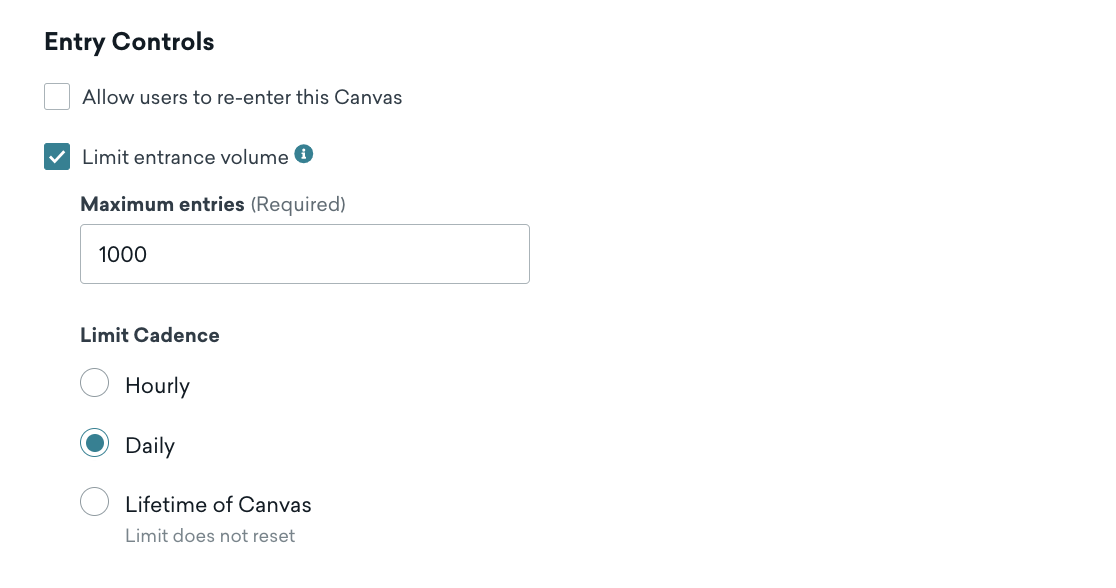 Entry Controls
Allow users to re-enter this Canvas
Limit entrance volume
Maximum entries (Required)
1000
Limit Cadence
Hourly
Daily
Lifetime of Canvas
Limit does not reset